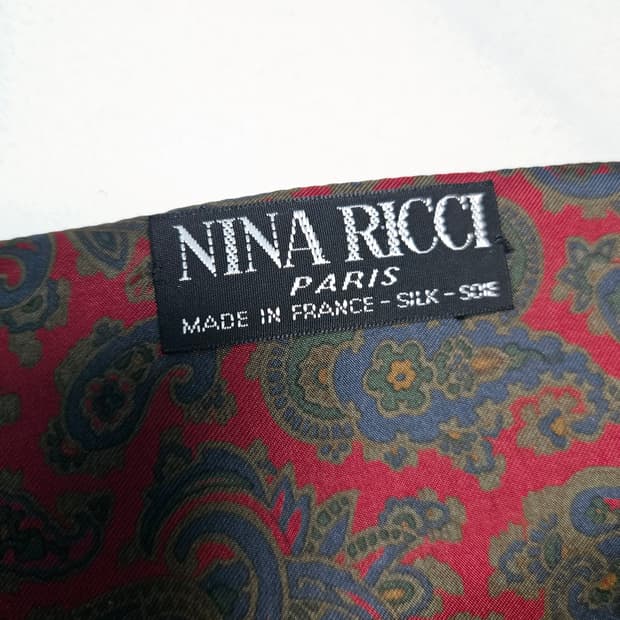 NINA RICCI
PARIS
MADE IN FRANCE - SILK - SOIE